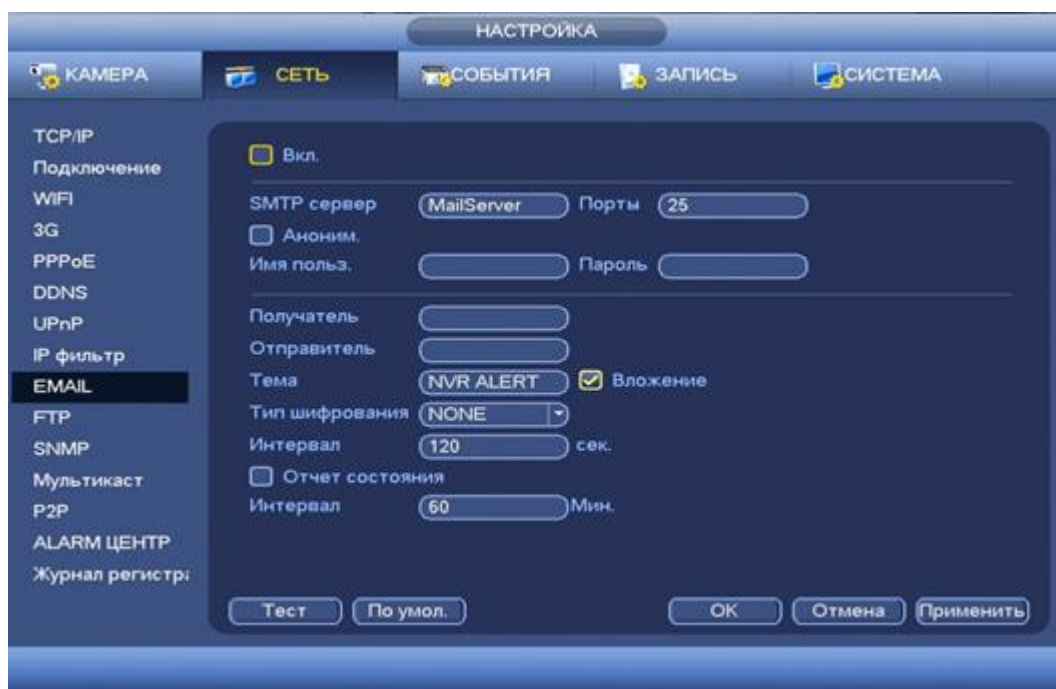 НАСТРОЙКА
КАМЕРА СЕТЬ СОБЫТИЯ ЗАПИСЬ СИСТЕМА
TCP/IP
Подключение
WIFI
3G
PPPoE
DDNS
UPnP
IP фильтр
EMAIL
FTP
SNMP
Мультикаст
P2P
ALARM ЦЕНТР
Журнал регистра
Вкл.
SMTP сервер MailServer Порты 25
Аноним.
Имя польз. Пароль
Получатель
Отправитель
Тема NVR ALERT Вложение
Тип шифрования NONE
Интервал 120 сек.
Отчет состояния
Интервал 60 Мин.
Тест По умол. OK Отмена Применить